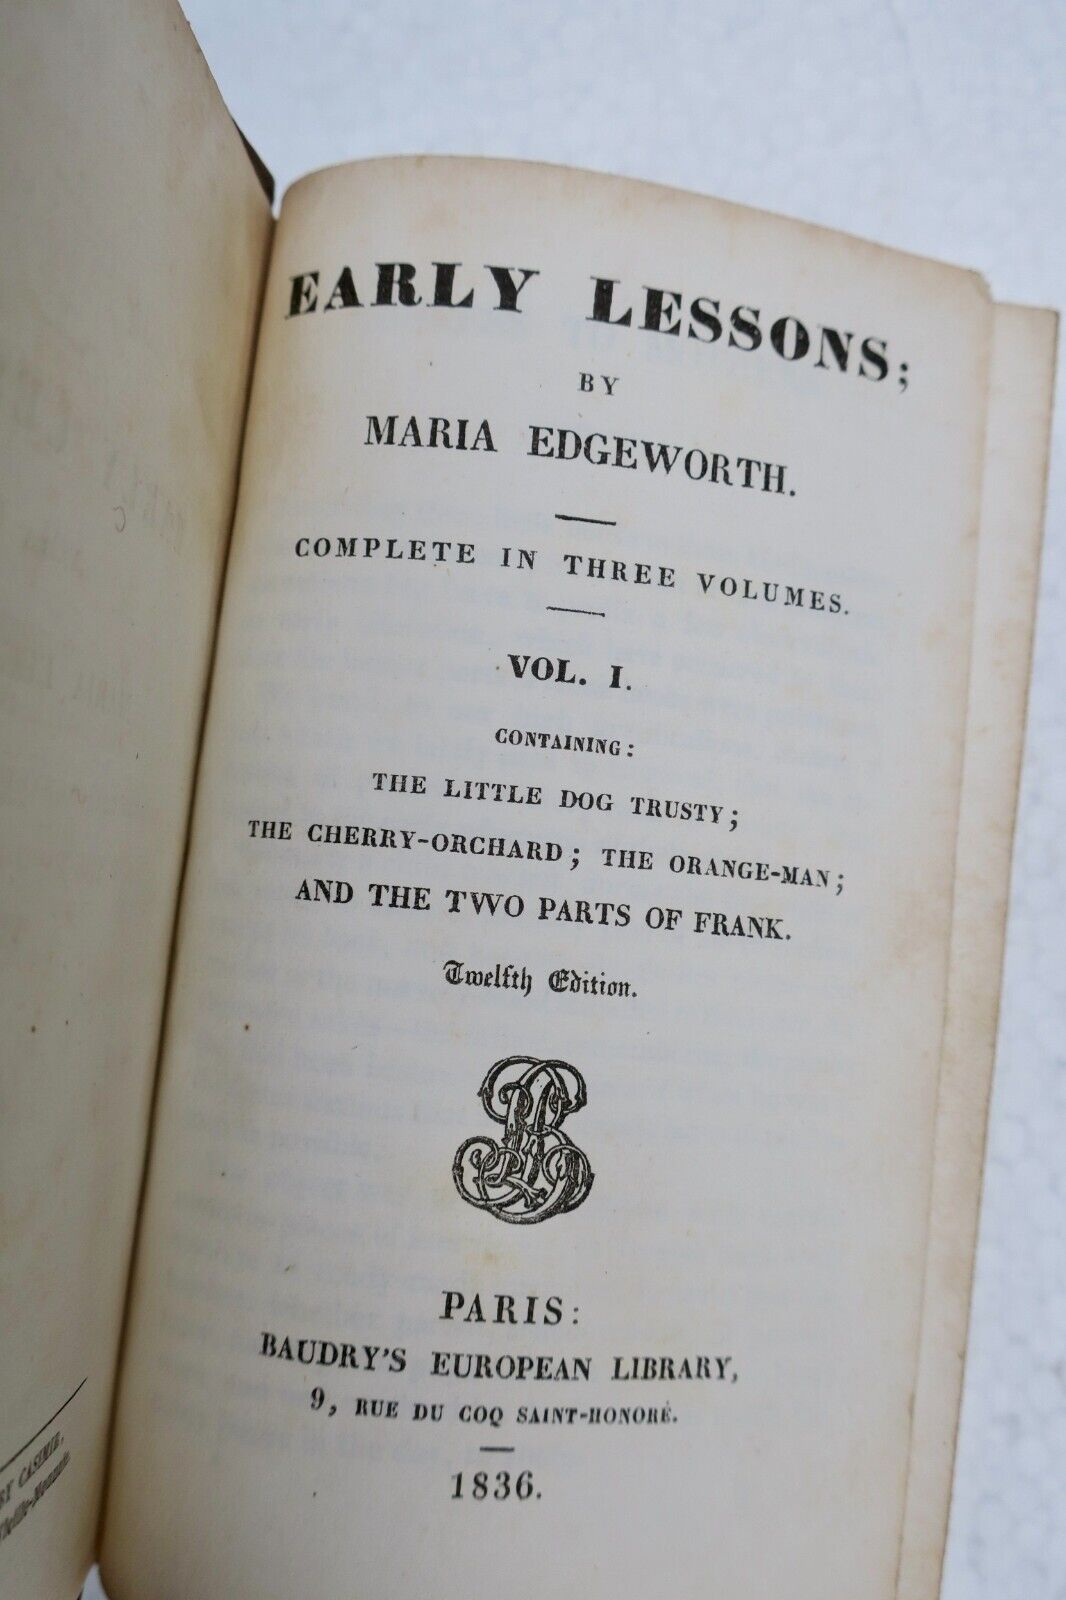 EARLY LESSONS;
BY
MARIA EDGEWORTH.
COMPLETE IN THREE VOLUMES.
VOL. I.
CONTAINING:
THE LITTLE DOG TRUSTY;
THE CHERRY-ORCHARD; THE ORANGE-MAN;
AND THE TWO PARTS OF FRANK.
Twelfth Edition.
PARIS:
BAUDRY'S EUROPEAN LIBRARY,
9, RUE DU COQ SAINT-HONORÉ.
1836.
BY CASIMIR,